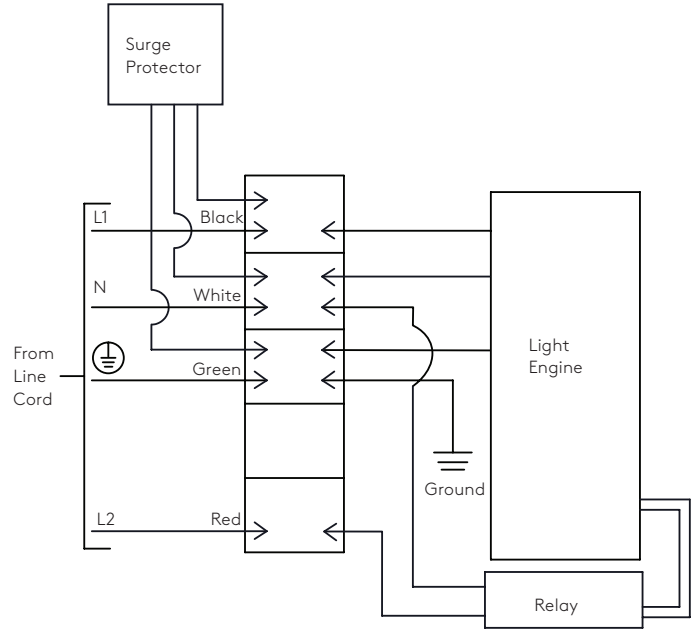 Surge
Protector
L1
Black
N
White
From
Line
Cord
Green
Light
Engine
Ground
L2
Red
Relay